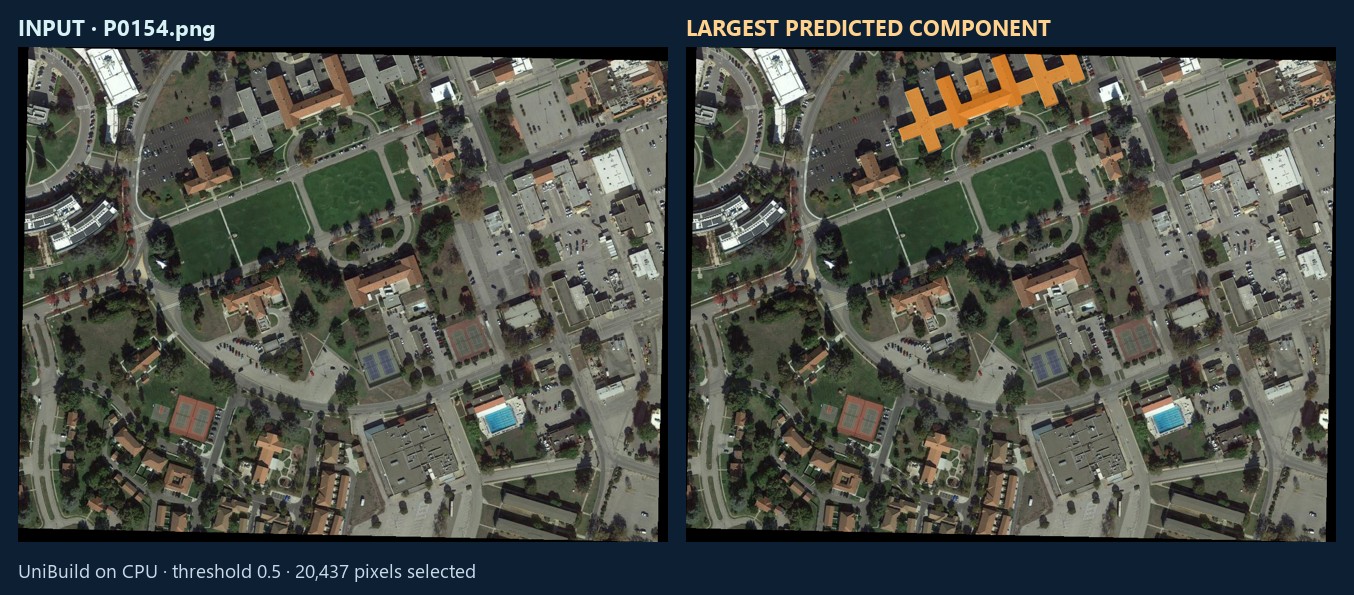 INPUT · P0154.png
LARGEST PREDICTED COMPONENT
UniBuild on CPU · threshold 0.5 · 20,437 pixels selected